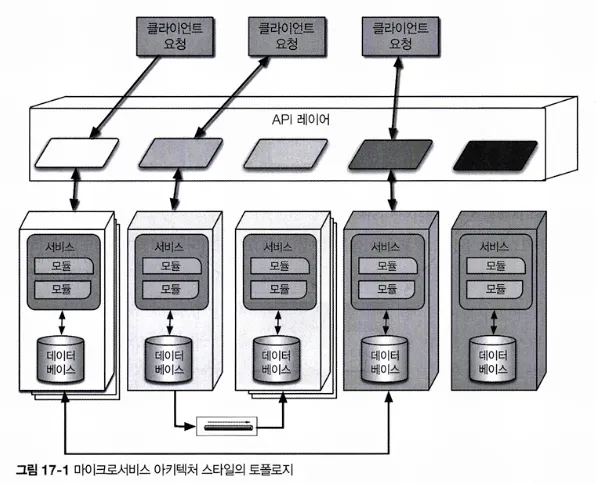 클라이언트
요청
클라이언트
요청
클라이언트
요청
API 레이어
서비스
모듈
모듈
데이터
베이스
서비스
모듈
모듈
데이터
베이스
서비스
모듈
모듈
데이터
베이스
서비스
모듈
모듈
데이터
베이스
서비스
모듈
모듈
데이터
베이스
그림 17-1 마이크로서비스 아키텍처 스타일의 토폴로지